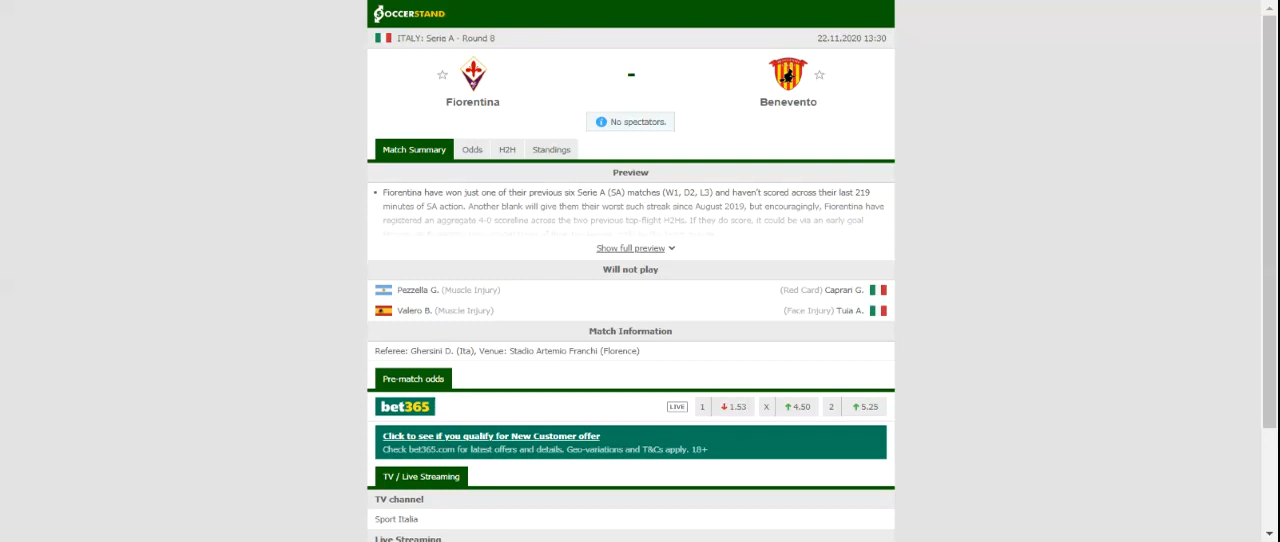 SOCCERSTAND
ITALY: Serie A - Round 8 22.11.2020 13:30
-
Fiorentina Benevento
No spectators.
Match Summary Odds H2H Standings
Preview
Fiorentina have won just one of their previous six Serie A (SA) matches (W1, D2, L3) and haven't scored across their last 219
minutes of SA action. Another blank will give them their worst such streak since August 2019, but encouragingly, Fiorentina have
registered an aggregate 4-0 scoreline across the two previous top-flight H2Hs. If they do score, it could be via an early goal
Show full preview
Will not play
Pezzella G. (Muscle Injury) (Red Card) Capran G.
Valero B. (Muscle Injury) (Face Injury) Tuia A.
Match Information
Referee: Ghersini D. (Ita), Venue: Stadio Artemio Franchi (Florence)
Pre-match odds
bet365 LIVE 1 1.53 X 4.50 2 5.25
Click to see if you qualify for New Customer offer
Check bet365.com for latest offers and details. Geo-variations and T&Cs apply. 18+
TV / Live Streaming
TV channel
Sport Italia
Live Streaming